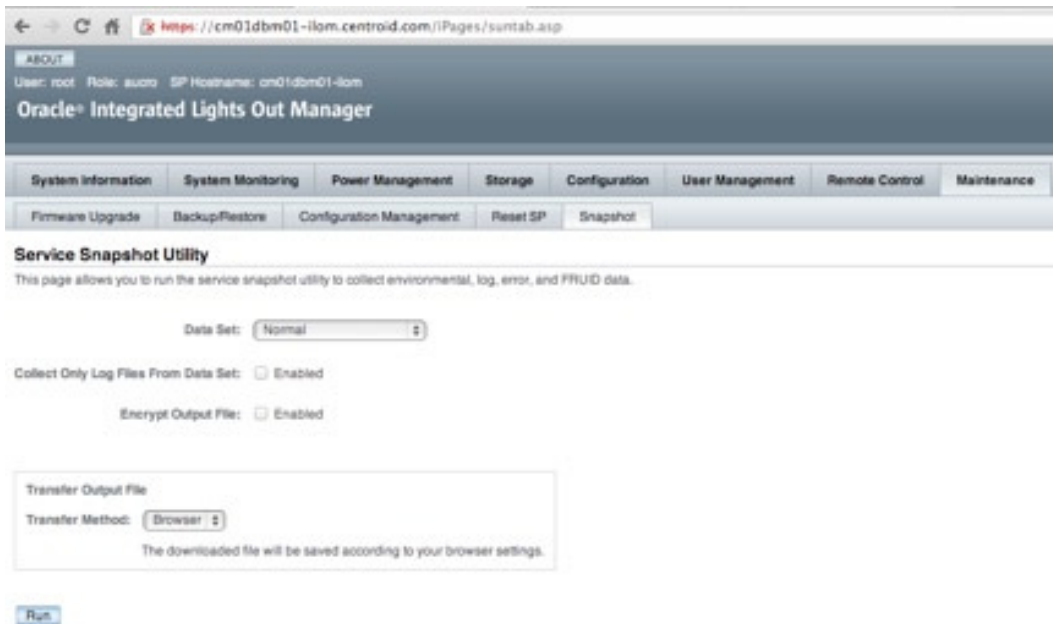 https://cm01dbm01-ilom.centroid.com/iPages/suntab.asp
ABOUT
User: root Role: aucro SP Hostname: cm01dbm01-ilom
Oracle® Integrated Lights Out Manager
System Information System Monitoring Power Management Storage Configuration User Management Remote Control Maintenance
Firmware Upgrade Backup/Restore Configuration Management Reset SP Snapshot
Service Snapshot Utility
This page allows you to run the service snapshot utility to collect environmental, log, error, and FRUID data.
Data Set: Normal
Collect Only Log Files From Data Set: Enabled
Encrypt Output File: Enabled
Transfer Output File
Transfer Method: Browser
The downloaded file will be saved according to your browser settings.
Run